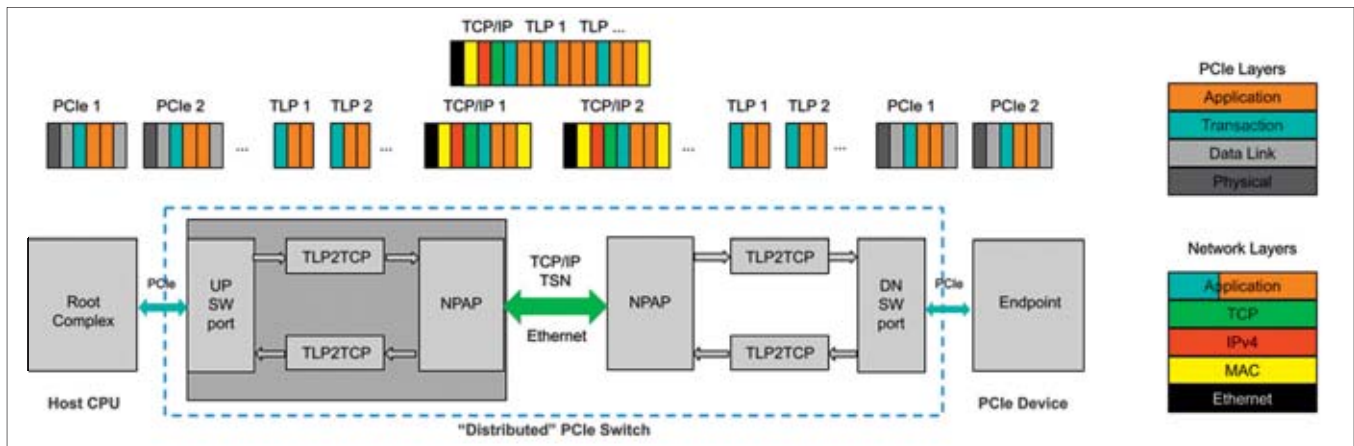 TCP/IP TLP 1 TLP ...
PCIe 1 PCIe 2 TLP 1 TLP 2 TCP/IP 1 TCP/IP 2 TLP 1 TLP 2 PCIe 1 PCIe 2
... ... ... ...
PCIe Layers
Application
Transaction
Data Link
Physical
Root
Complex
Host CPU
PCIe
UP
SW
port
TLP2TCP
TLP2TCP
NPAP
TCP/IP
TSN
Ethernet
NPAP
TLP2TCP
TLP2TCP
DN
SW
port
PCIe
Endpoint
PCIe Device
"Distributed" PCIe Switch
Network Layers
Application
TCP
IPv4
MAC
Ethernet